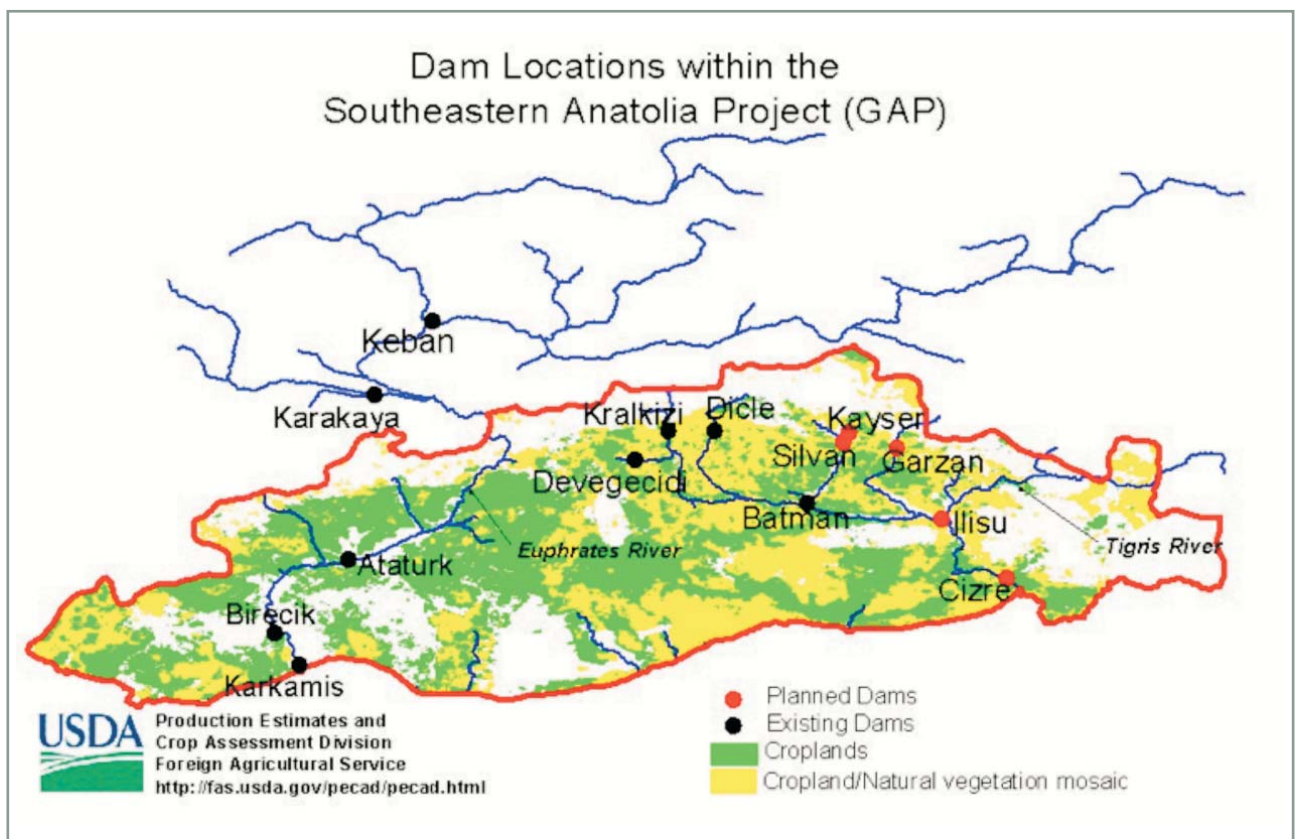 Dam Locations within the
Southeastern Anatolia Project (GAP)
Keban
Karakaya
Kralkizi
Dicle
Kayser
Silvan
Garzan
Devegecidi
Batman
Ilisu
Euphrates River
Tigris River
Ataturk
Cizre
Birecik
Karkamis
Planned Dams
Existing Dams
Croplands
Cropland/Natural vegetation mosaic
USDA
Production Estimates and
Crop Assessment Division
Foreign Agricultural Service
http://fas.usda.gov/pecad/pecad.html